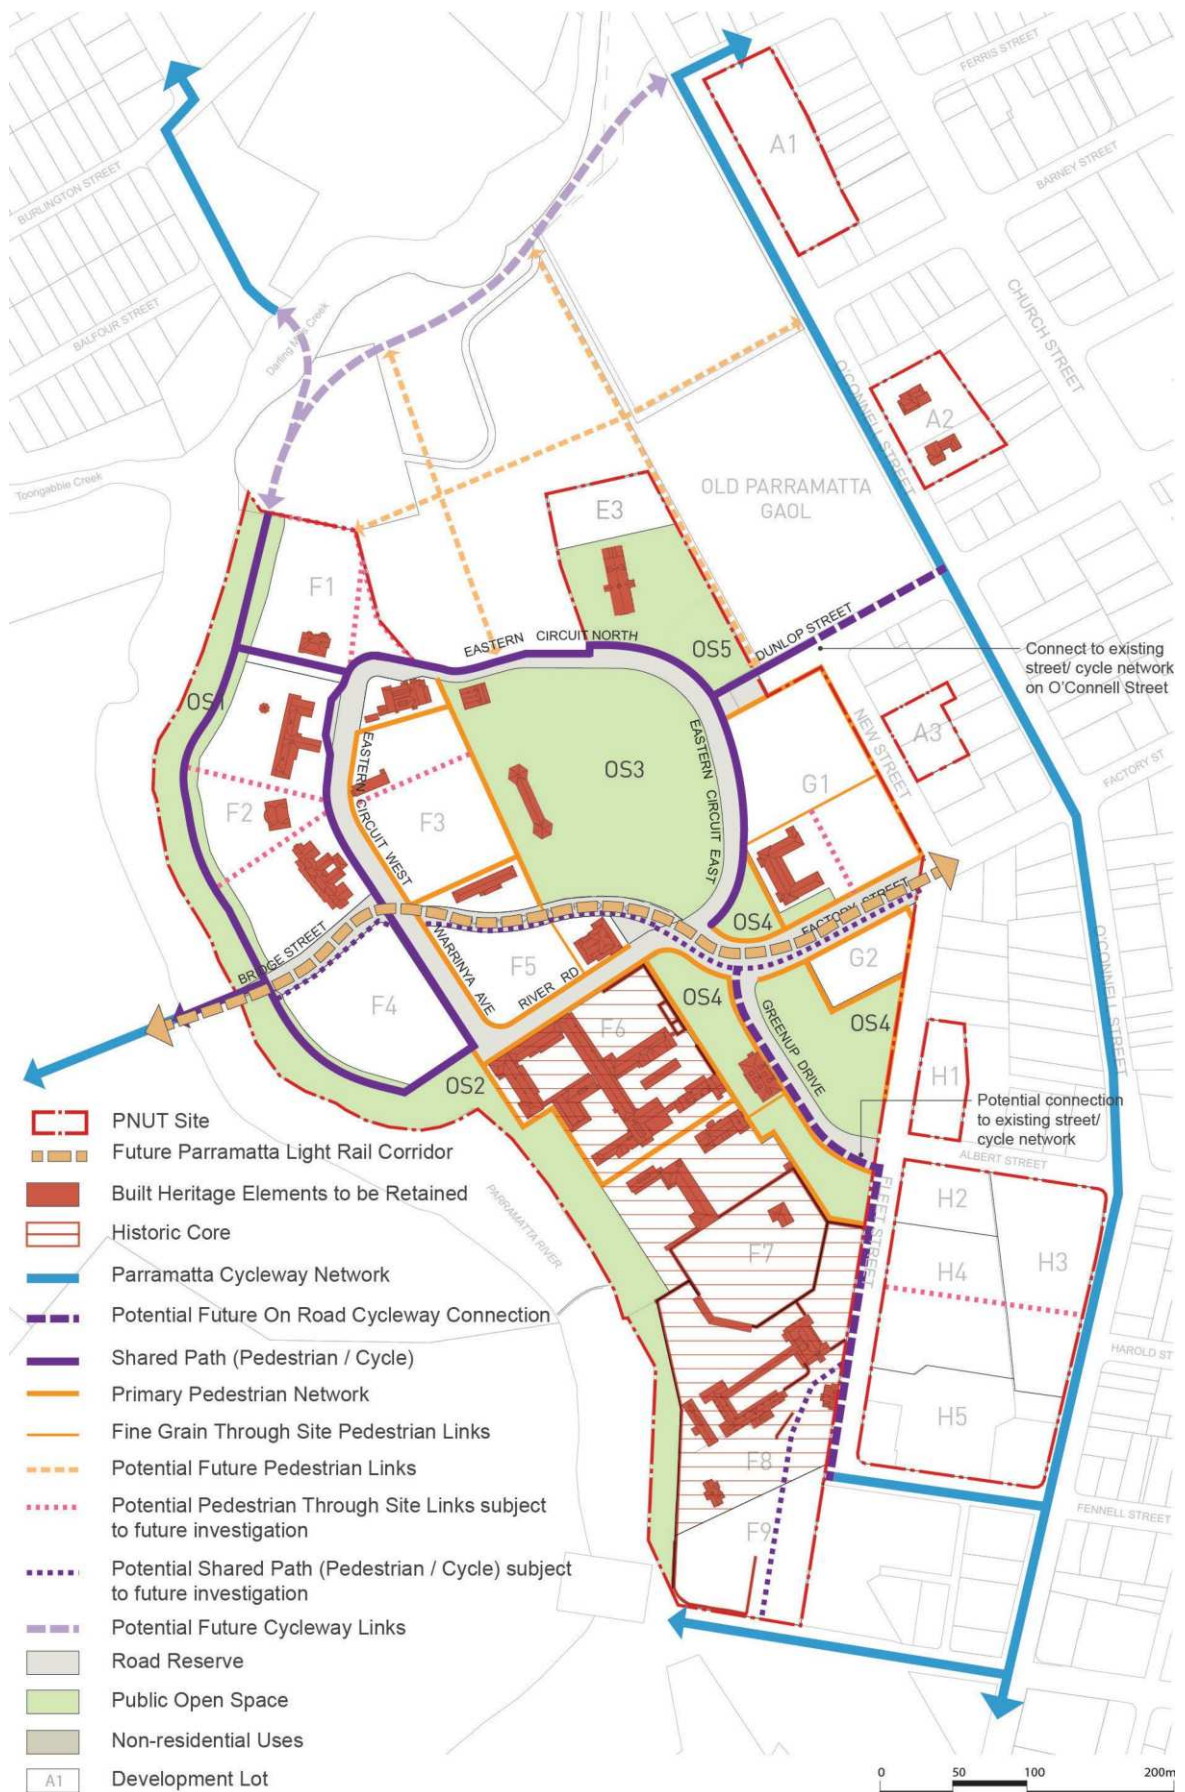 FERRIS STREET
A1
BARNEY STREET
BURLINGTON STREET
CHURCH STREET
BALFOUR STREET
Darling Mills Creek
O'CONNELL STREET
A2
Toongabbie Creek
OLD PARRAMATTA
GAOL
E3
F1
EASTERN CIRCUIT NORTH
OS5
DUNLOP STREET
Connect to existing
street/ cycle network
on O'Connell Street
OS1
NEW STREET
A3
FACTORY ST
EASTERN CIRCUIT WEST
OS3
EASTERN CIRCUIT EAST
G1
F2
F3
OS4
FACTORY STREET
BRIDGE STREET
WARRINYA AVE
F5
RIVER RD
G2
O'CONNELL STREET
F4
OS4
GREENUP DRIVE
OS4
F6
OS2
H1
Potential connection
to existing street/
cycle network
ALBERT STREET
PARRAMATTA RIVER
FLEET STREET
H2
F7
H4
H3
HAROLD ST
H5
F8
FENNELL STREET
F9
PNUT Site
Future Parramatta Light Rail Corridor
Built Heritage Elements to be Retained
Historic Core
Parramatta Cycleway Network
Potential Future On Road Cycleway Connection
Shared Path (Pedestrian / Cycle)
Primary Pedestrian Network
Fine Grain Through Site Pedestrian Links
Potential Future Pedestrian Links
Potential Pedestrian Through Site Links subject
to future investigation
Potential Shared Path (Pedestrian / Cycle) subject
to future investigation
Potential Future Cycleway Links
Road Reserve
Public Open Space
Non-residential Uses
A1 Development Lot
0 50 100 200m